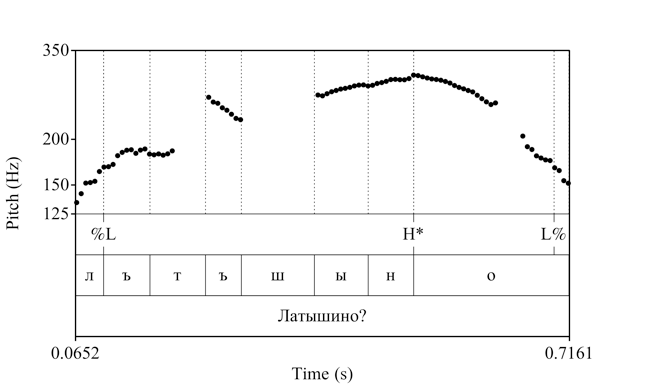 350
200
150
125
Pitch (Hz)
%L H* L%
л ъ т ъ ш ы н о
Латышино?
0.0652 0.7161
Time (s)